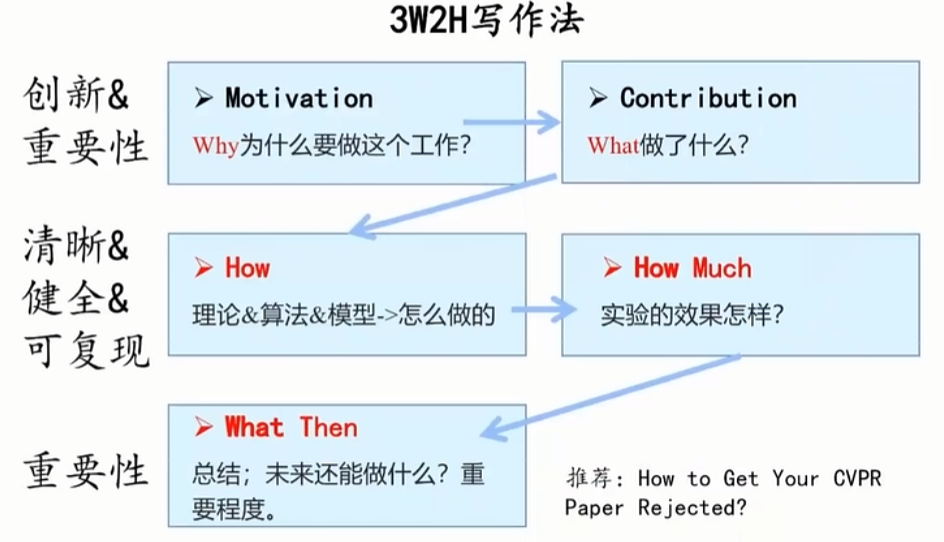 3W2H写作法
创新&
重要性
➢ Motivation
Why为什么要做这个工作？
➢ Contribution
What做了什么？
清晰&
健全&
可复现
➢ How
理论&算法&模型->怎么做的
➢ How Much
实验的效果怎样？
重要性
➢ What Then
总结；未来还能做什么？重
要程度。
推荐：How to Get Your CVPR
Paper Rejected?